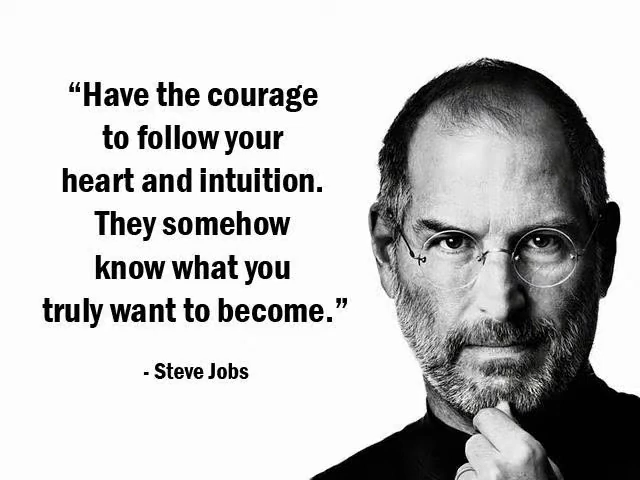 “Have the courage
to follow your
heart and intuition.
They somehow
know what you
truly want to become.”
- Steve Jobs